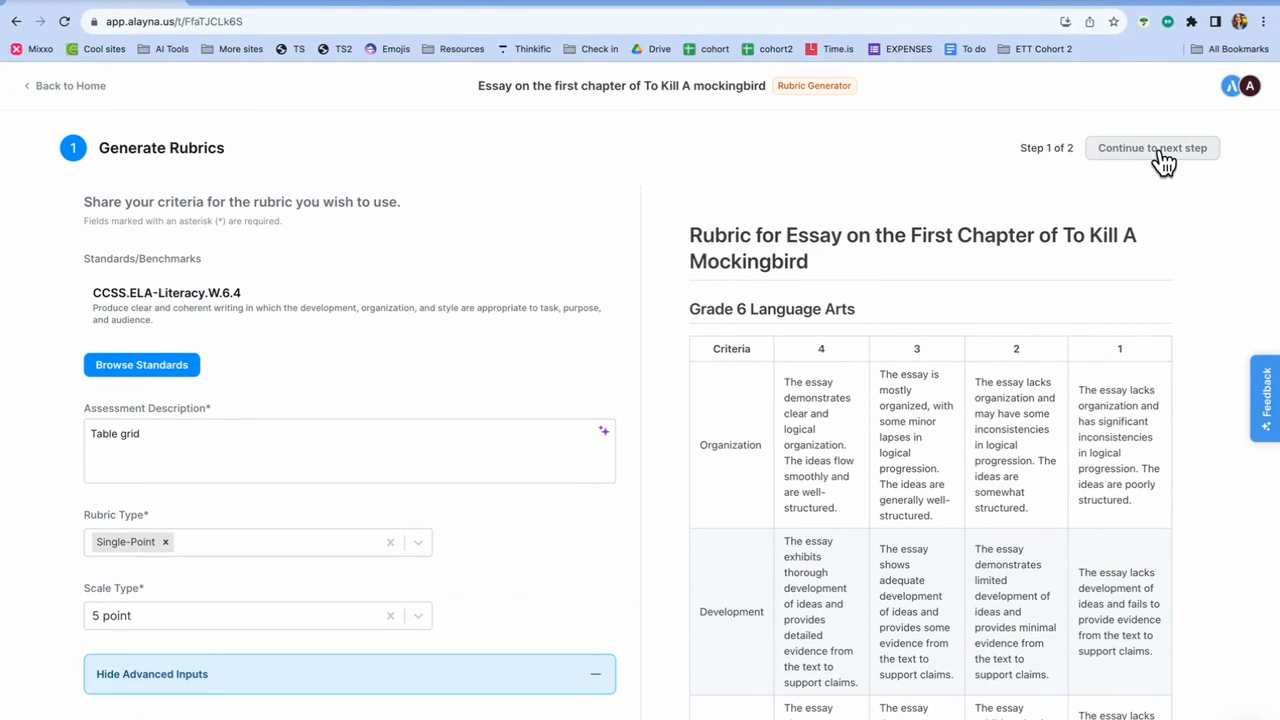 app.alayna.us/t/FfaTJCLk6S
Mixxo
Cool sites
AI Tools
More sites
TS
TS2
Emojis
Resources
Thinkific
Check in
Drive
cohort
cohort2
Time.is
EXPENSES
To do
ETT Cohort 2
All Bookmarks
Back to Home
Essay on the first chapter of To Kill A mockingbird
Rubric Generator
A
1
Generate Rubrics
Step 1 of 2
Continue to next step
Share your criteria for the rubric you wish to use.
Fields marked with an asterisk (*) are required.
Standards/Benchmarks
CCSS.ELA-Literacy.W.6.4
Produce clear and coherent writing in which the development, organization, and style are appropriate to task, purpose,
and audience.
Browse Standards
Assessment Description*
Table grid
Rubric Type*
Single-Point
Scale Type*
5 point
Hide Advanced Inputs
Rubric for Essay on the First Chapter of To Kill A
Mockingbird
Grade 6 Language Arts
Criteria
4
3
2
1
Organization
The essay
demonstrates
clear and
logical
organization.
The ideas flow
smoothly and
are well-
structured.
The essay is
mostly
organized, with
some minor
lapses in
logical
progression.
The ideas are
generally well-
structured.
The essay lacks
organization and
may have some
inconsistencies
in logical
progression. The
ideas are
somewhat
structured.
The essay lacks
organization and
has significant
inconsistencies
in logical
progression. The
ideas are poorly
structured.
Development
The essay
exhibits
thorough
development
of ideas and
provides
detailed
evidence from
the text to
support claims.
The essay
shows
adequate
development of
ideas and
provides some
evidence from
the text to
support claims.
The essay
demonstrates
limited
development of
ideas and
provides minimal
evidence from
the text to
support claims.
The essay lacks
development of
ideas and fails to
provide evidence
from the text to
support claims.
The essay
The essay
The essay
The essay lacks
Feedback